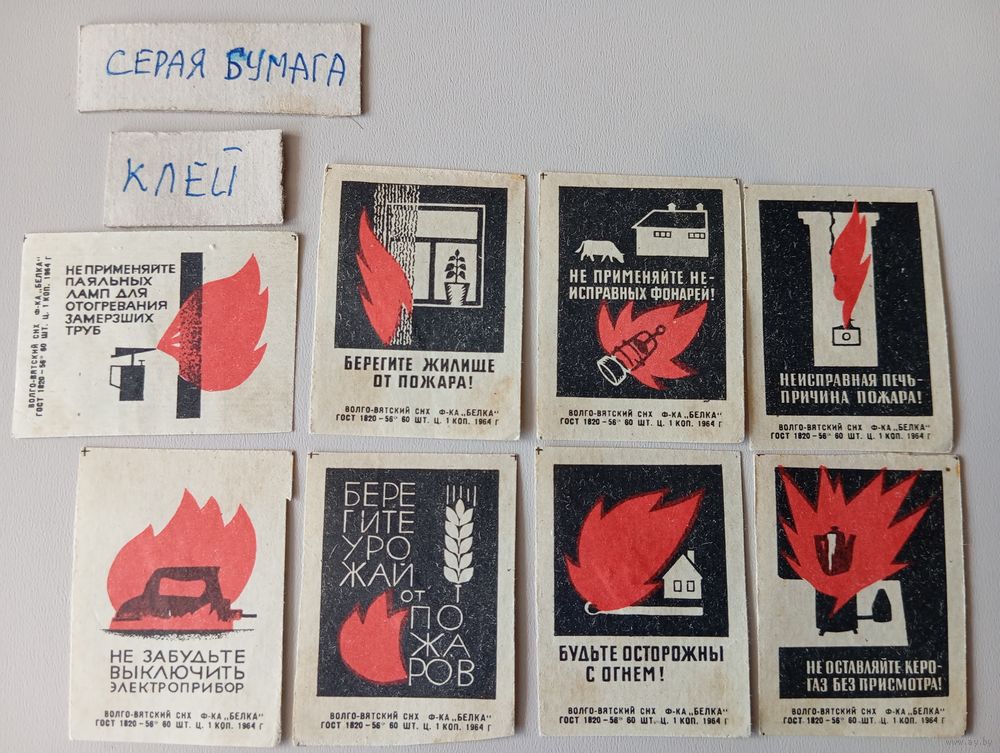 СЕРАЯ БУМАГА
КЛЕЙ
НЕ ПРИМЕНЯЙТЕ
ПАЯЛЬНЫХ
ЛАМП ДЛЯ
ОТОГРЕВАНИЯ
ЗАМЕРЗШИХ
ТРУБ
ВОЛГО-ВЯТСКИЙ СНХ Ф-КА „БЕЛКА“
ГОСТ 1820-56° 60 ШТ. Ц. 1 КОП. 1964 Г
БЕРЕГИТЕ ЖИЛИЩЕ
ОТ ПОЖАРА!
ВОЛГО-ВЯТСКИЙ СНХ Ф-КА „БЕЛКА“
ГОСТ 1820-56° 60 ШТ. Ц. 1 КОП. 1964 Г
НЕ ПРИМЕНЯЙТЕ НЕ-
ИСПРАВНЫХ ФОНАРЕЙ!
ВОЛГО-ВЯТСКИЙ СНХ Ф-КА „БЕЛКА“
ГОСТ 1820-56° 60 ШТ. Ц. 1 КОП. 1964 Г
НЕИСПРАВНАЯ ПЕЧЬ-
ПРИЧИНА ПОЖАРА!
ВОЛГО-ВЯТСКИЙ СНХ Ф-КА „БЕЛКА“
ГОСТ 1820-56° 60 ШТ. Ц. 1 КОП. 1964 Г
НЕ ЗАБУДЬТЕ
ВЫКЛЮЧИТЬ
ЭЛЕКТРОПРИБОР
ВОЛГО-ВЯТСКИЙ СНХ Ф-КА „БЕЛКА“
ГОСТ 1820-56° 60 ШТ. Ц. 1 КОП. 1964 Г
БЕРЕ
ГИТЕ
УРО
ЖАЙ
ОТ
ПО
ЖА
РОВ
ВОЛГО-ВЯТСКИЙ СНХ Ф-КА „БЕЛКА“
ГОСТ 1820-56° 60 ШТ. Ц. 1 КОП. 1964 Г
БУДЬТЕ ОСТОРОЖНЫ
С ОГНЕМ!
ВОЛГО-ВЯТСКИЙ СНХ Ф-КА „БЕЛКА“
ГОСТ 1820-56° 60 ШТ. Ц. 1 КОП. 1964 Г
НЕ ОСТАВЛЯЙТЕ КЕРО-
ГАЗ БЕЗ ПРИСМОТРА!
ВОЛГО-ВЯТСКИЙ СНХ Ф-КА „БЕЛКА“
ГОСТ 1820-56° 60 ШТ. Ц. 1 КОП. 1964 Г
www.ay.by